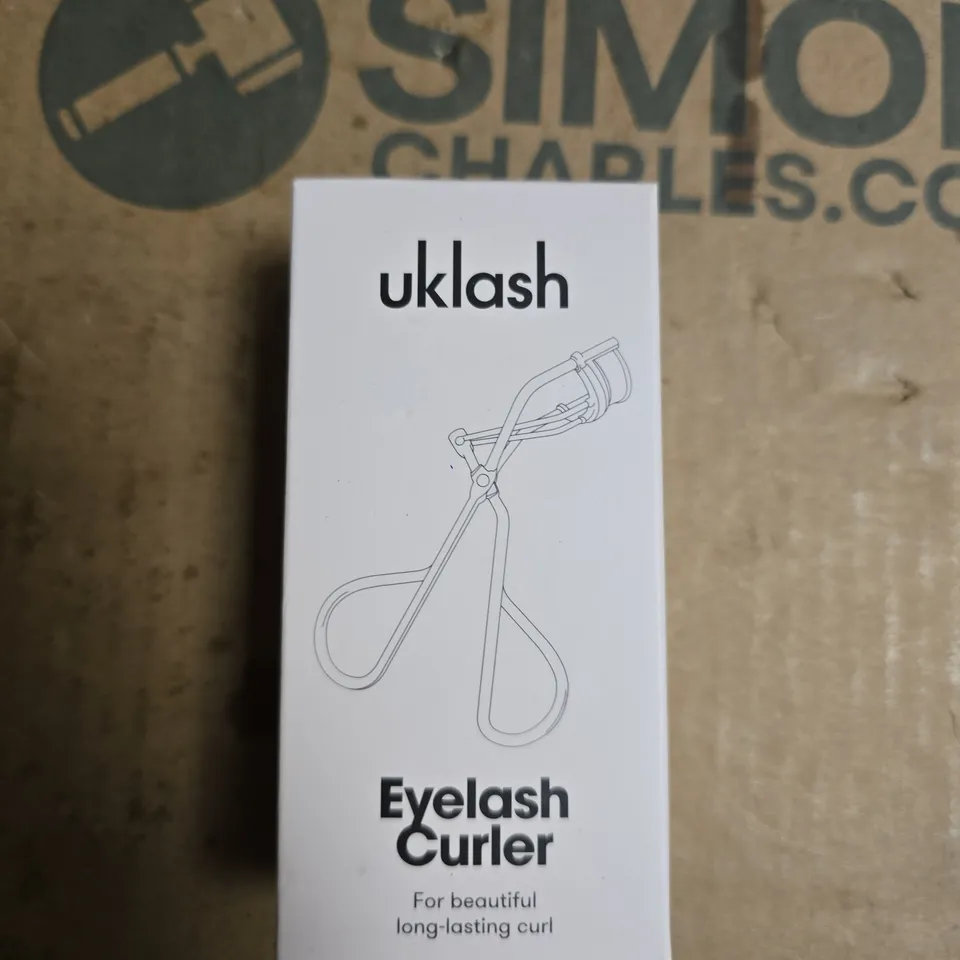 SIMO
CHARLES.CO
uklash
Eyelash
Curler
For beautiful
long-lasting curl